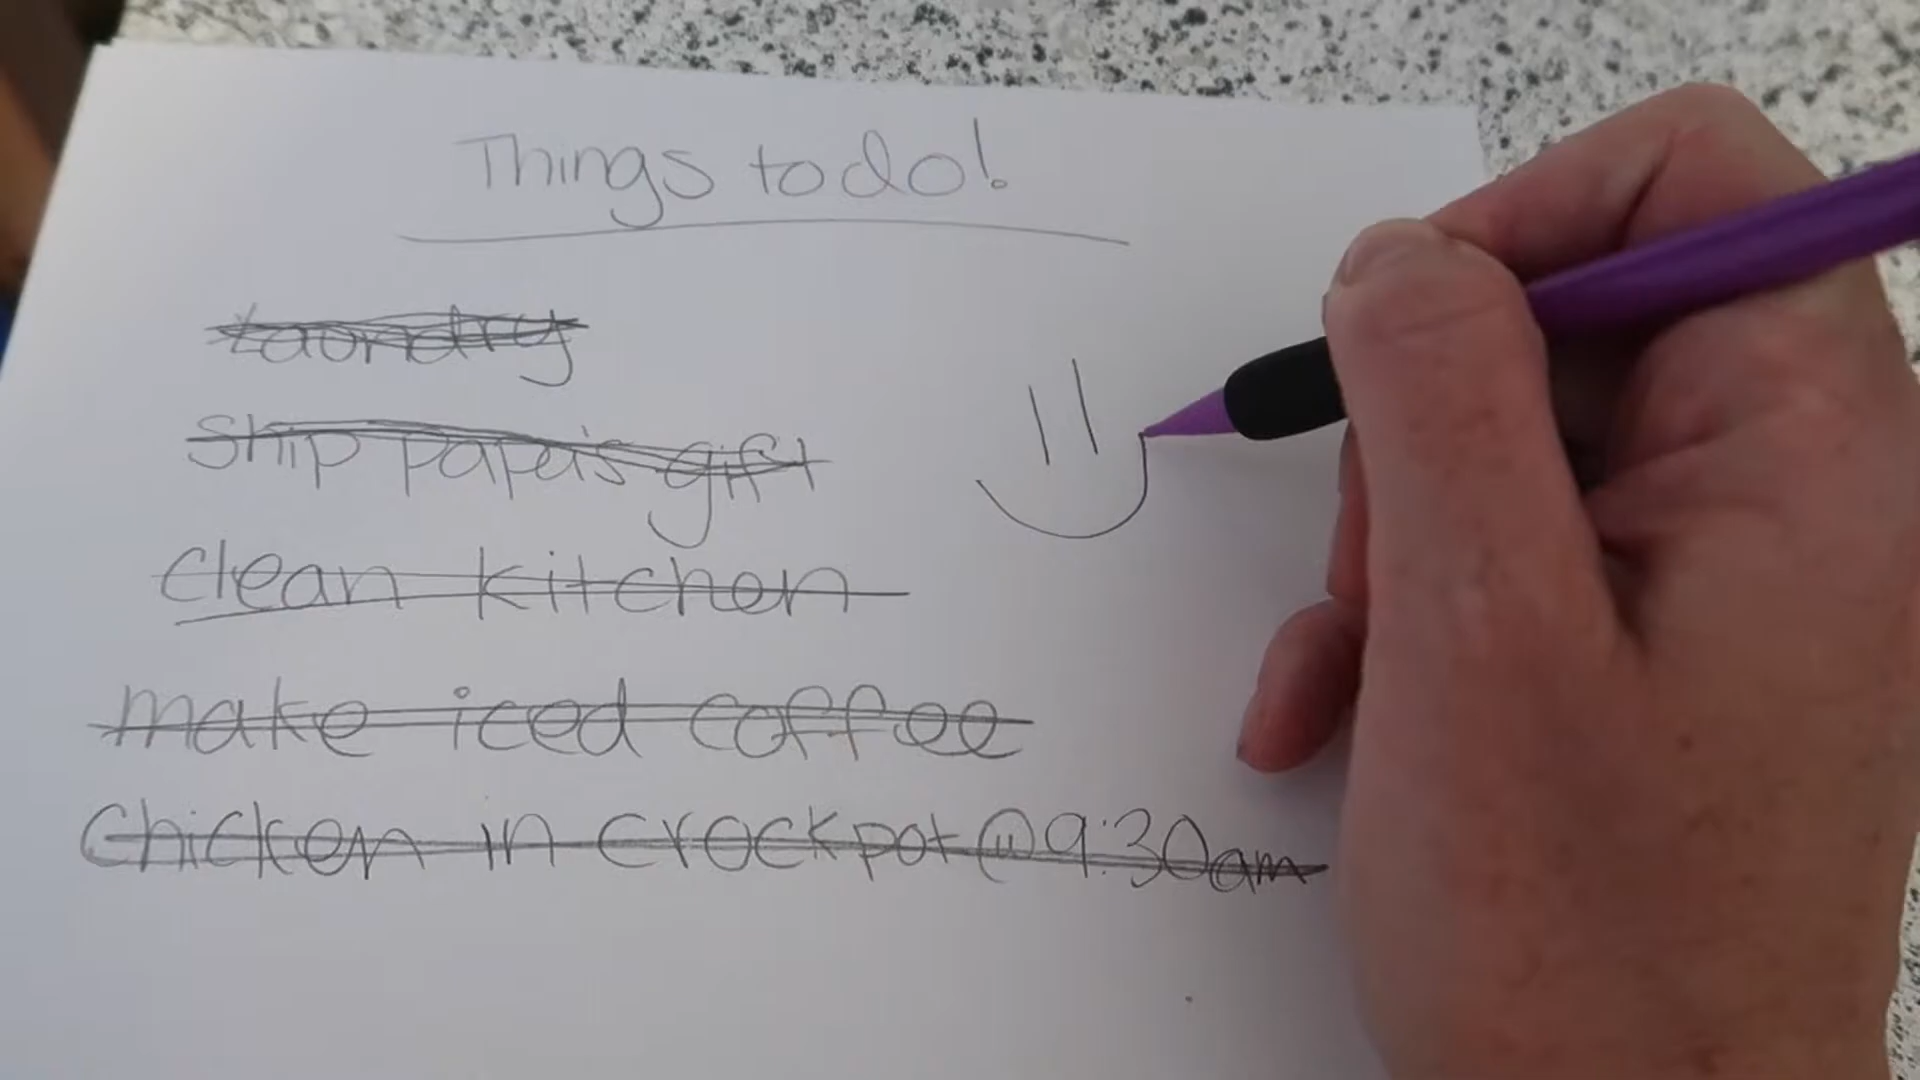 Things to do!
Laundry
Ship papa's gift
clean kitchen
make iced coffee
Chicken in crockpot @ 9:30am